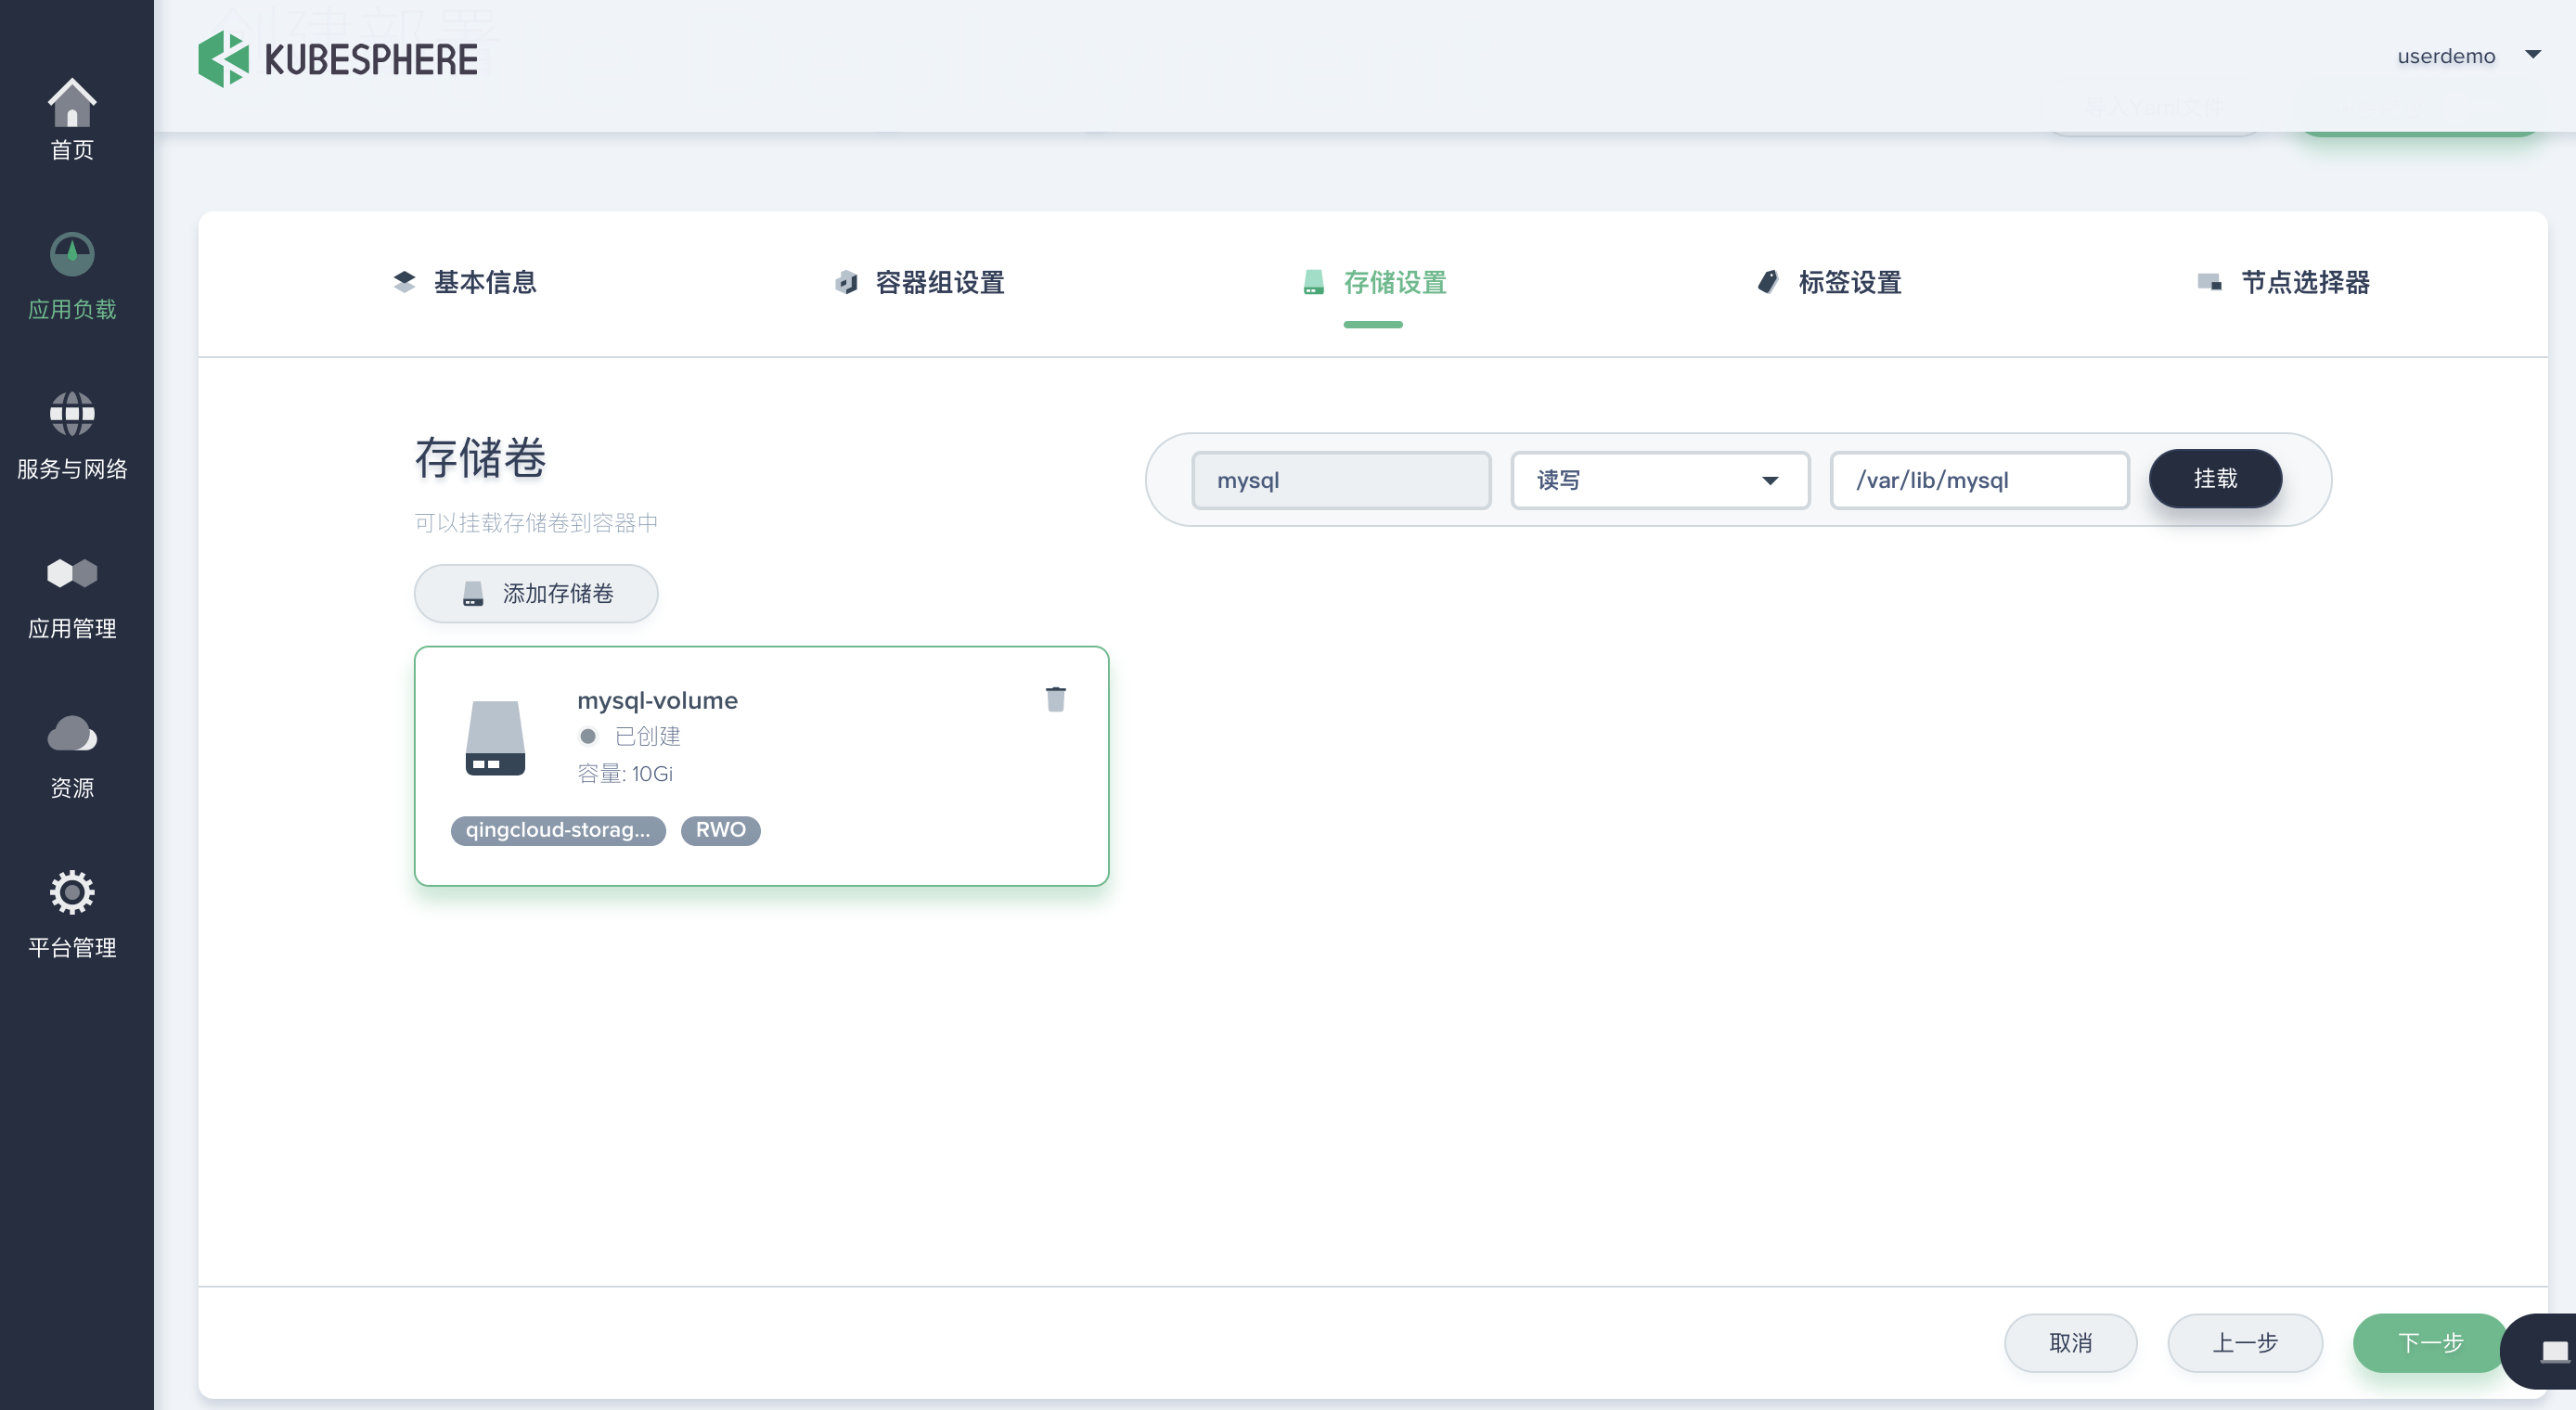 创建部署
KUBESPHERE
userdemo
首页
应用负载
服务与网络
应用管理
资源
平台管理
基本信息
容器组设置
存储设置
标签设置
节点选择器
存储卷
可以挂载存储卷到容器中
添加存储卷
mysql
读写
/var/lib/mysql
挂载
mysql-volume
已创建
容量: 10Gi
qingcloud-storag...
RWO
取消
上一步
下一步